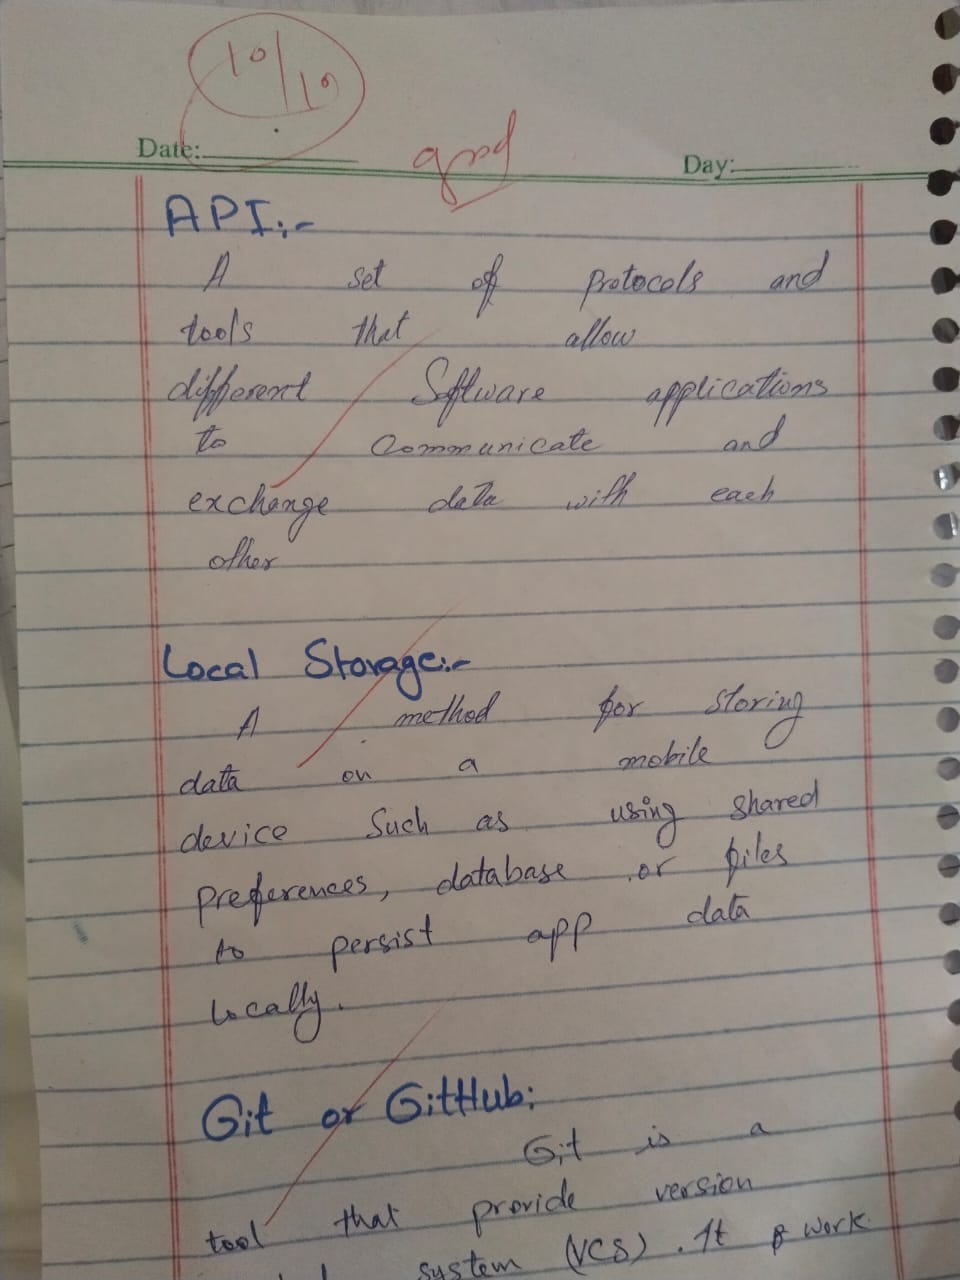 10/10
Date:
good
Day:
API:-
A set of protocols and
tools that allow
different Software applications
to Communicate and
exchange data with each
other
Local Storage:-
A method for storing
data on a mobile
device Such as using shared
Preferences, database or files
to persist app data
locally.
Git or GitHub:
Git is a
tool that provide version
system (VCS). It work